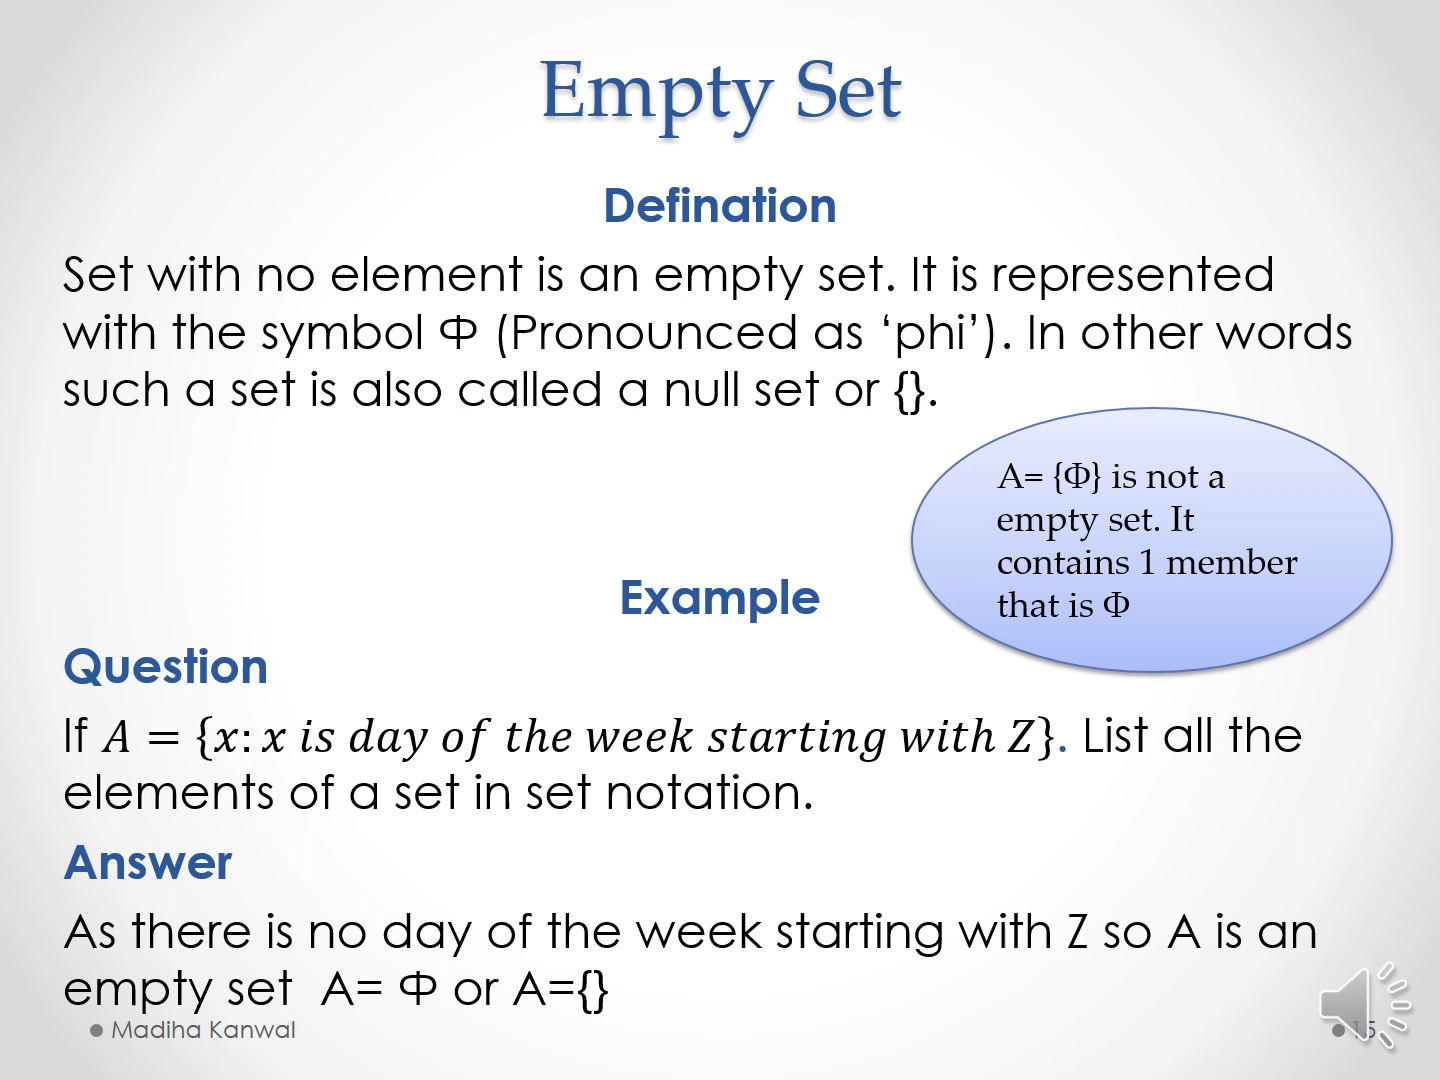 Empty Set
Defination
Set with no element is an empty set. It is represented
with the symbol Φ (Pronounced as ‘phi’). In other words
such a set is also called a null set or {}.
A= {Φ} is not a
empty set. It
contains 1 member
that is Φ
Example
Question
If A = {x: x is day of the week starting with Z}. List all the
elements of a set in set notation.
Answer
As there is no day of the week starting with Z so A is an
empty set A= Φ or A={}
Madiha Kanwal
15